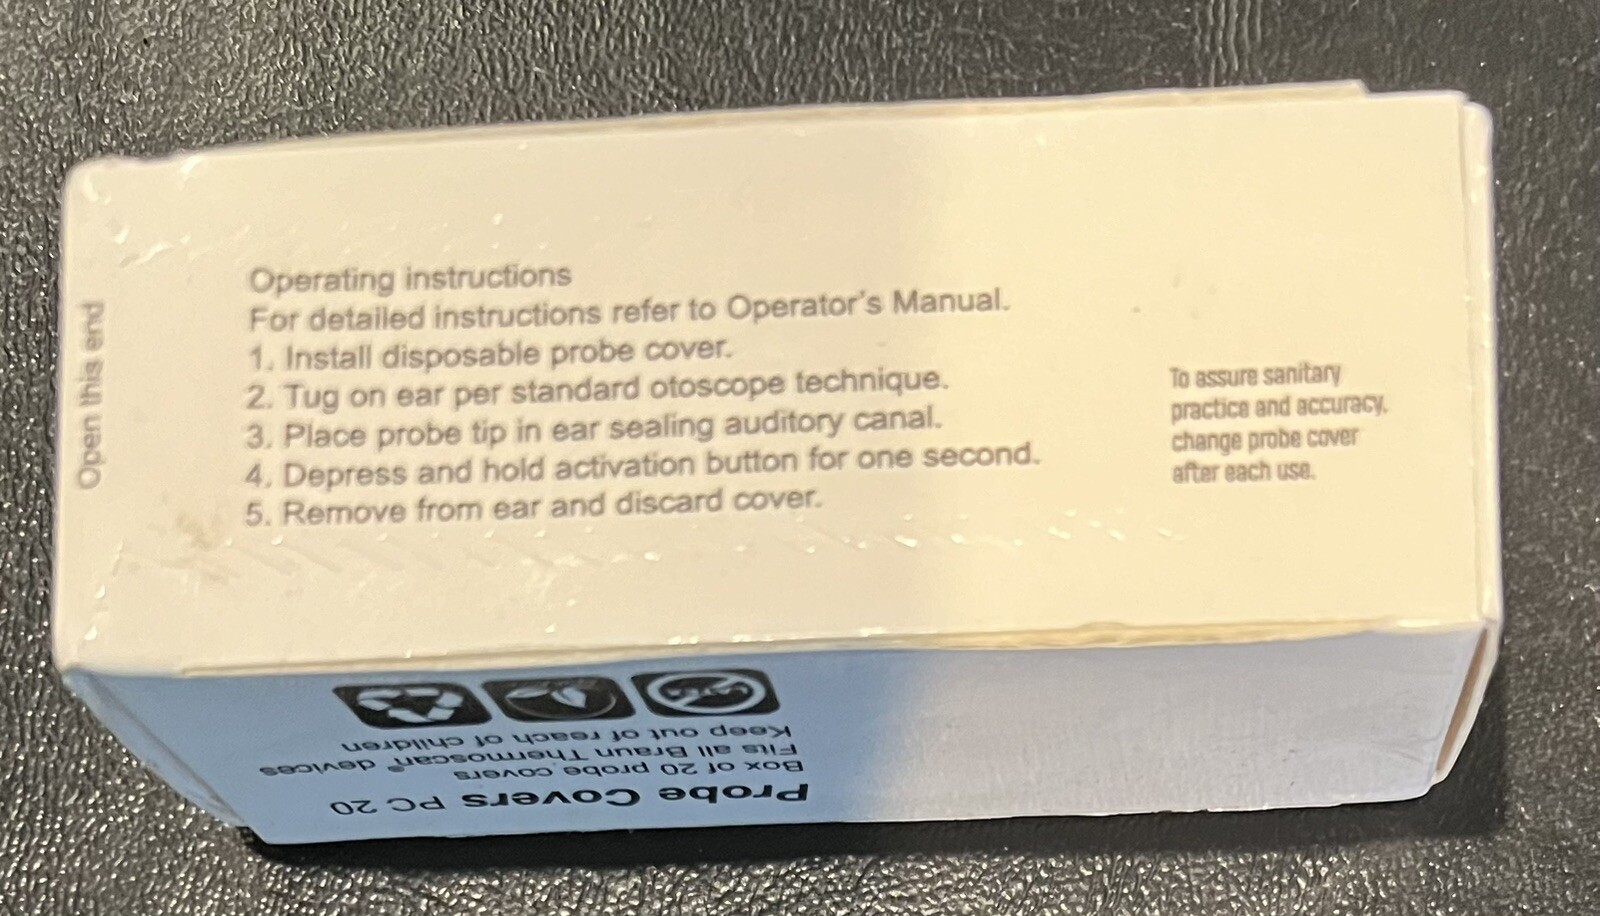 Open this end
Operating instructions
For detailed instructions refer to Operator's Manual.
1. Install disposable probe cover.
2. Tug on ear per standard otoscope technique.
3. Place probe tip in ear sealing auditory canal.
4. Depress and hold activation button for one second.
5. Remove from ear and discard cover.
To assure sanitary
practice and accuracy,
change probe cover
after each use.
Probe Covers PC 20
Box of 20 probe covers
Fits all Braun Thermoscan® devices
Keep out of reach of children